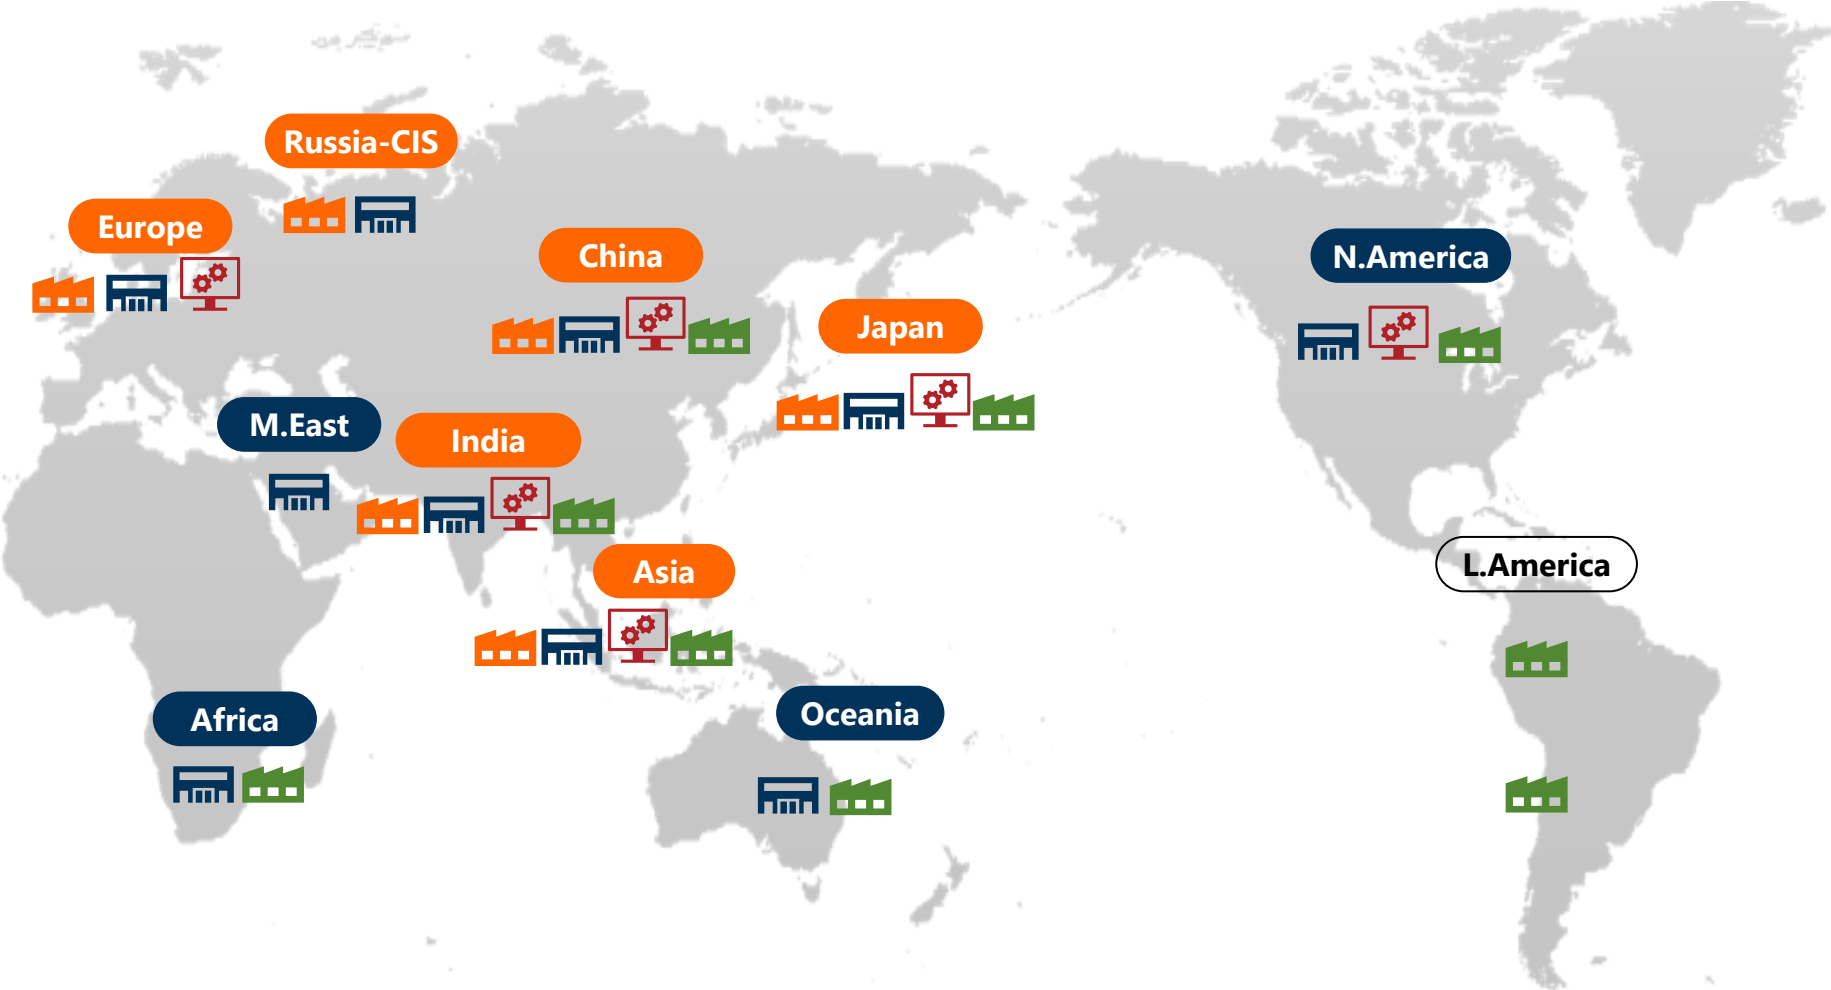 Russia-CIS
Europe
China
N.America
Japan
M.East
India
L.America
Asia
Africa
Oceania